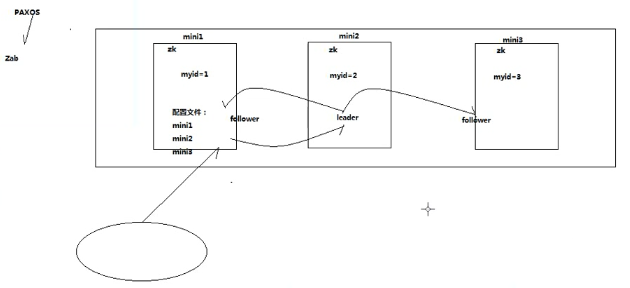 PAXOS
Zab
mini1
zk
myid=1
配置文件：
mini1
mini2
mini3
follower
mini2
zk
myid=2
leader
mini3
zk
myid=3
follower